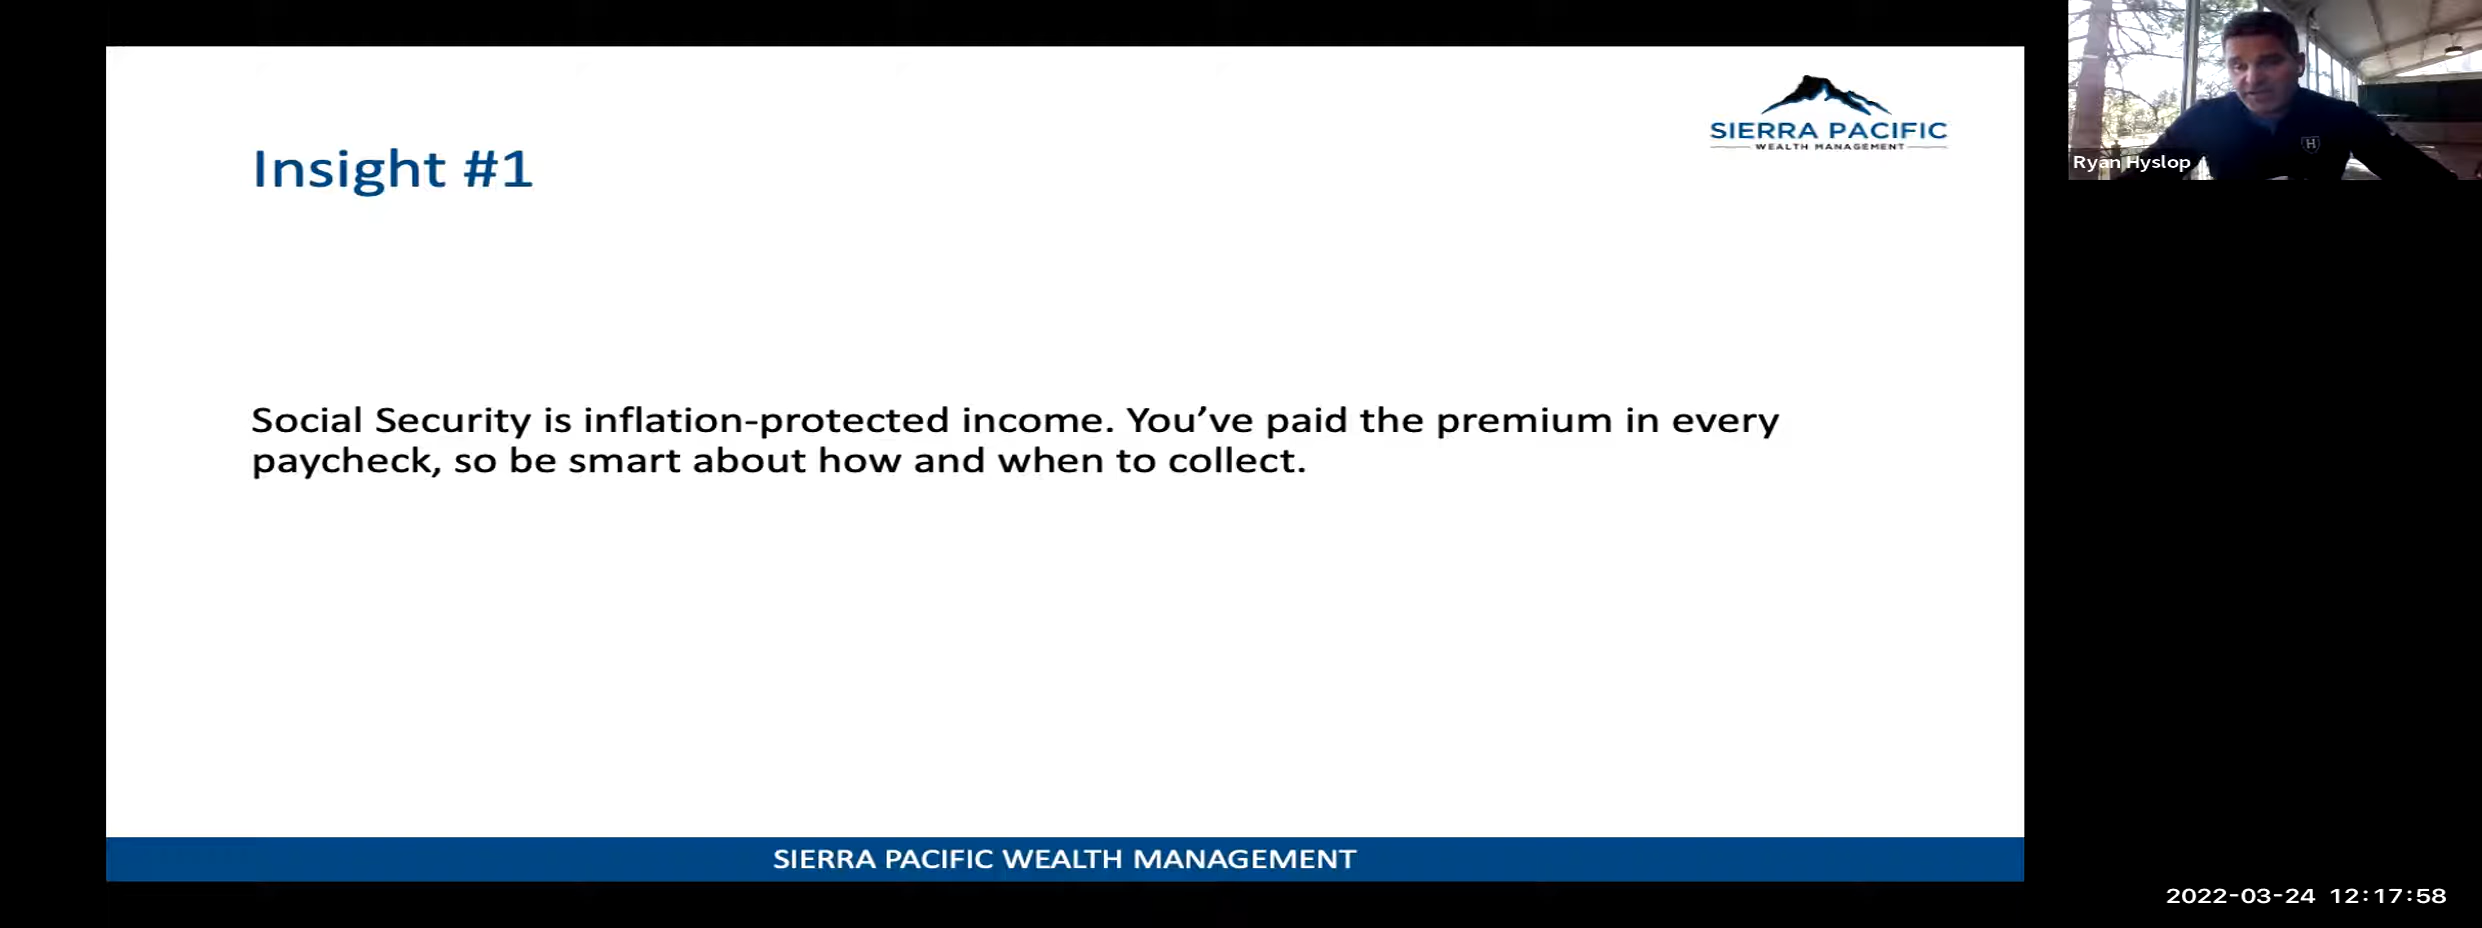 Insight #1
SIERRA PACIFIC
WEALTH MANAGEMENT
Ryan Hyslop
H
Social Security is inflation-protected income. You’ve paid the premium in every
paycheck, so be smart about how and when to collect.
SIERRA PACIFIC WEALTH MANAGEMENT
2022-03-24 12:17:58